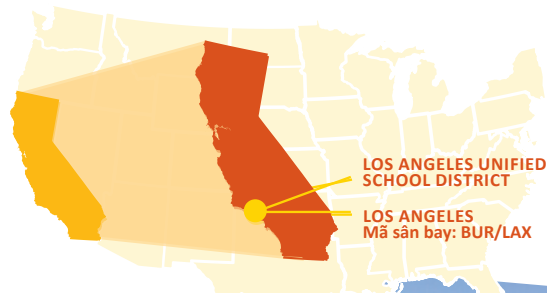 LOS ANGELES UNIFIED
SCHOOL DISTRICT
LOS ANGELES
Mã sân bay: BUR/LAX